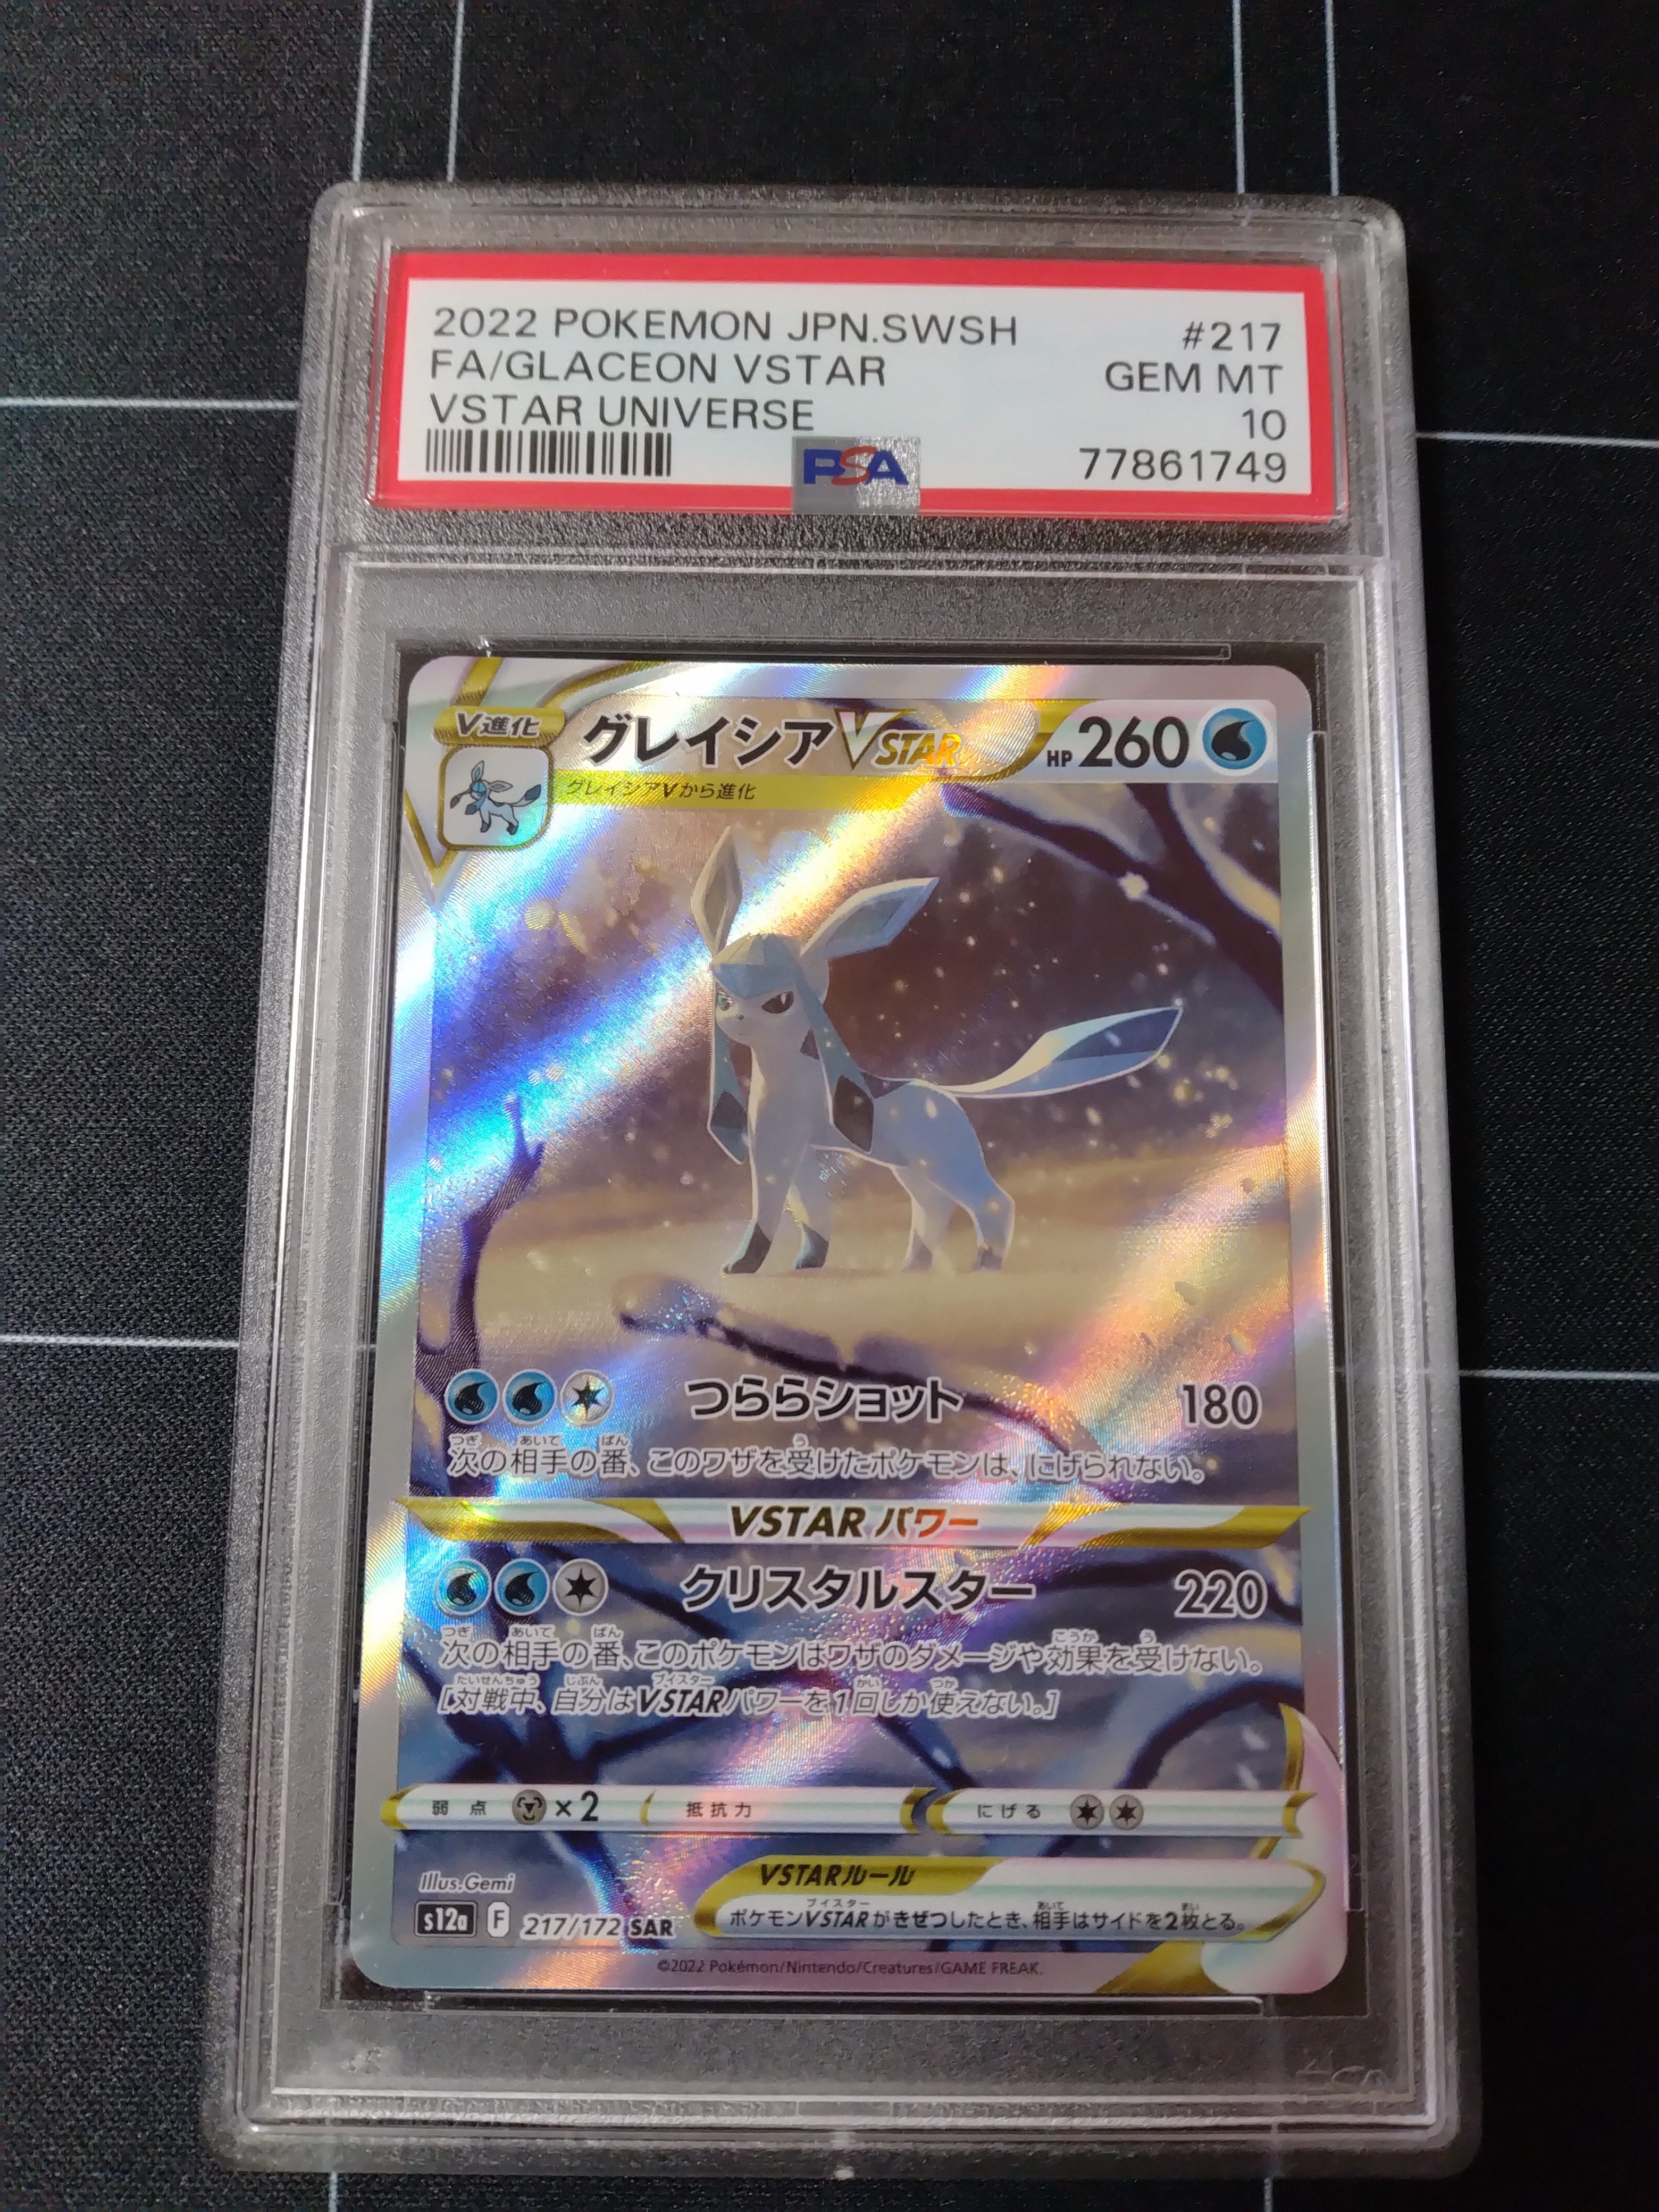 2022 POKEMON JPN.SWSH #217
FA/GLACEON VSTAR GEM MT
VSTAR UNIVERSE 10
PSA 77861749
V進化 グレイシアVSTAR HP 260
グレイシアVから進化
つららショット 180
次の相手の番、このワザを受けたポケモンは、にげられない。
VSTARパワー
クリスタルスター 220
次の相手の番、このポケモンはワザのダメージや効果を受けない。
[対戦中、自分はVSTARパワーを1回しか使えない。]
弱点 ×2 抵抗力 にげる
Illus.Gemi
VSTARルール
ポケモンVSTARがきぜつしたとき、相手はサイドを2枚とる。
s12a F 217/172 SAR
©2022 Pokémon/Nintendo/Creatures/GAME FREAK.